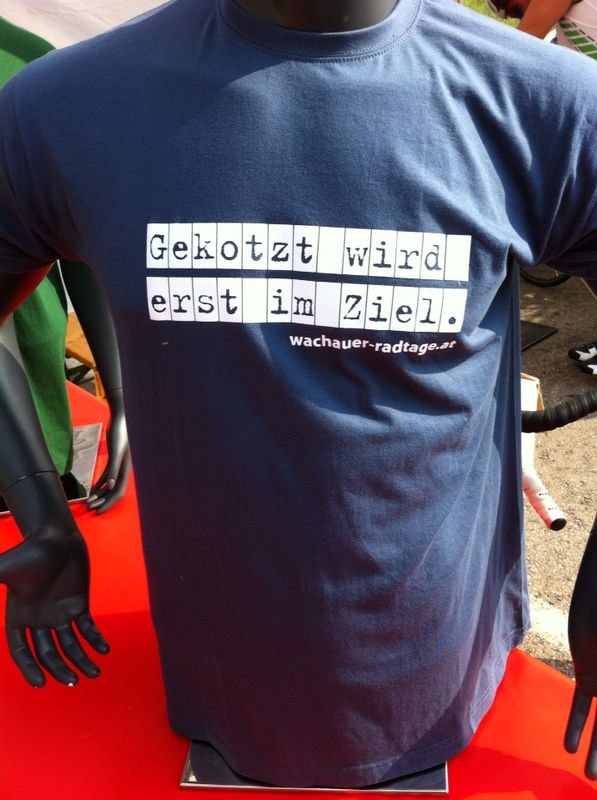 Gekotzt wird
erst im Ziel.
wachauer-radtage.at